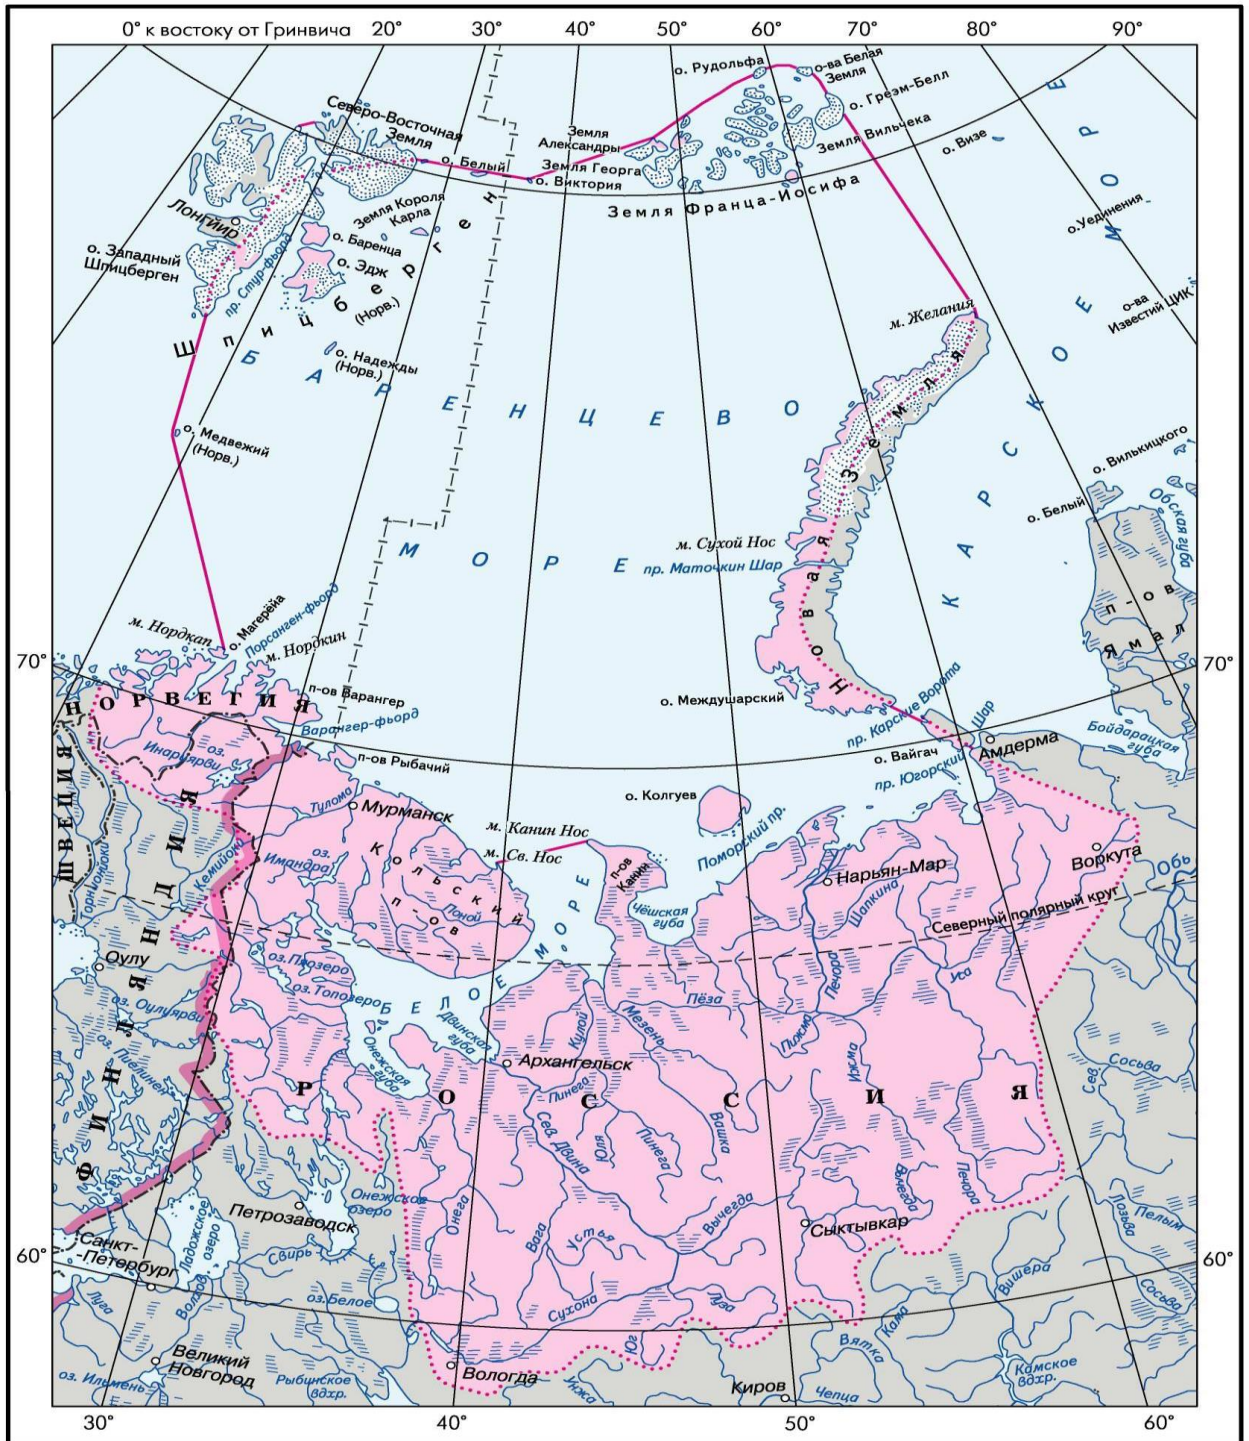 0° к востоку от Гринвича 20° 30° 40° 50° 60° 70° 80° 90°
о. Рудольфа
о-ва Белая
Земля
о. Греэм-Белл
Северо-Восточная
Земля
Земля
Александры
Земля Вильчека
о. Визе
о. Белый
Земля Георга
о. Виктория
Земля Франца-Иосифа
Лонгйир
Земля Короля
Карла
о. Уединения
о. Баренца
о. Западный
Шпицберген
пр. Стур-фьорд
о. Эдж
Шпицберген
(Норв.)
о-ва
Известий ЦИК
м. Желания
о. Надежды
(Норв.)
БАРЕНЦЕВО
МОРЕ
КАРСКОЕ МОРЕ
Новая Земля
о. Медвежий
(Норв.)
о. Вилькицкого
о. Белый
Обская губа
м. Сухой Нос
пр. Маточкин Шар
п-ов
Ямал
м. Нордкап
о. Магерёйа
Порсанген-фьорд
м. Нордкин
70°
70°
п-ов Варангер
НОРВЕГИЯ
Варангер-фьорд
о. Междушарский
пр. Карские Ворота
Бойдарацкая
губа
оз.
Инариярви
п-ов Рыбачий
о. Вайгач
пр. Югорский Шар
Амдерма
ШВЕЦИЯ
Тулома
Мурманск
о. Колгуев
м. Канин Нос
м. Св. Нос
Поморский пр.
оз.
Имандра
Кольский
п-ов
п-ов
Канин
Нарьян-Мар
Воркута
Обь
Кемийоки
Торнионйоки
Поной
Чёшская
губа
Шапкина
Северный полярный круг
ФИНЛЯНДИЯ
Оулу
оз. Пяозеро
оз. Топозеро
БЕЛОЕ МОРЕ
Печора
Уса
Пёза
оз. Оулуярви
Двинская
губа
Кулой
Мезень
Пижма
оз. Пиелинен
Онежская
губа
Архангельск
Ижма
Сосьва
Сев.
Пинега
РОССИЯ
Сев. Двина
Юля
Пинега
Вашка
Вычегда
Печора
Петрозаводск
Онежское
озеро
Онега
Вага
Устья
Вычегда
Сыктывкар
Лозьва
Пелым
60°
60°
Санкт-
-Петербург
Ладожское
озеро
Свирь
Вишера
Сосьва
Луга
Волхов
оз. Белое
Сухона
Луза
Юг
Кама
Вятка
Великий
Новгород
оз. Ильмень
Рыбинское
вдхр.
Вологда
Унжа
Киров
Чепца
Камское
вдхр.
30° 40° 50° 60°